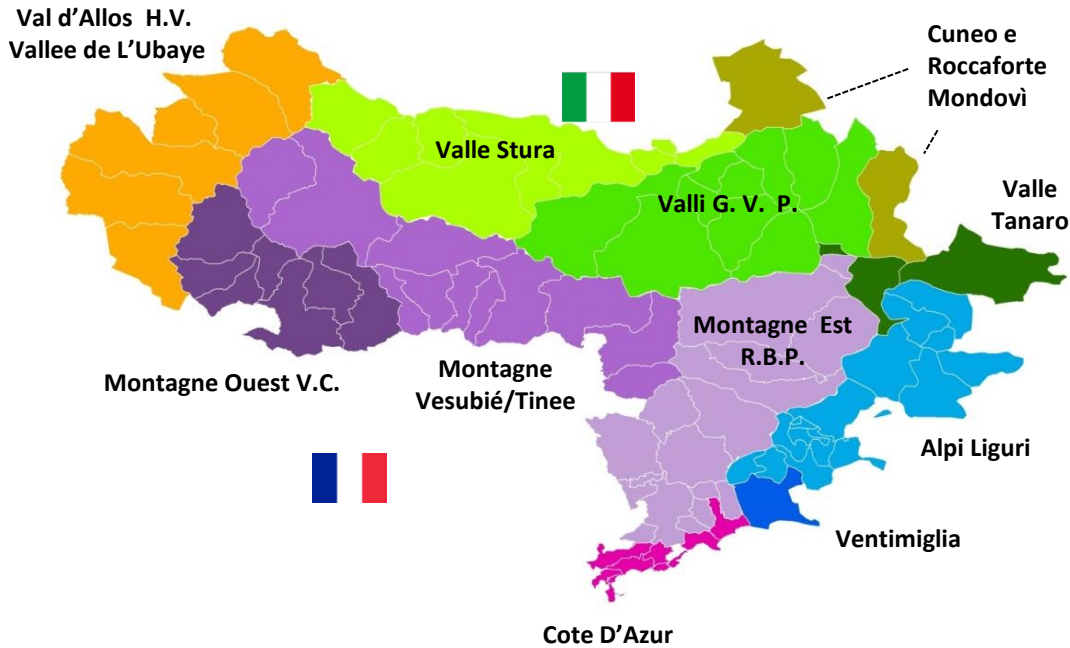 Val d’Allos H.V.
Vallee de L’Ubaye
Cuneo e
Roccaforte
Mondovì
Valle Stura
Valli G. V. P.
Valle
Tanaro
Montagne Est
R.B.P.
Montagne Ouest V.C.
Montagne
Vesubié/Tinee
Alpi Liguri
Ventimiglia
Cote D’Azur